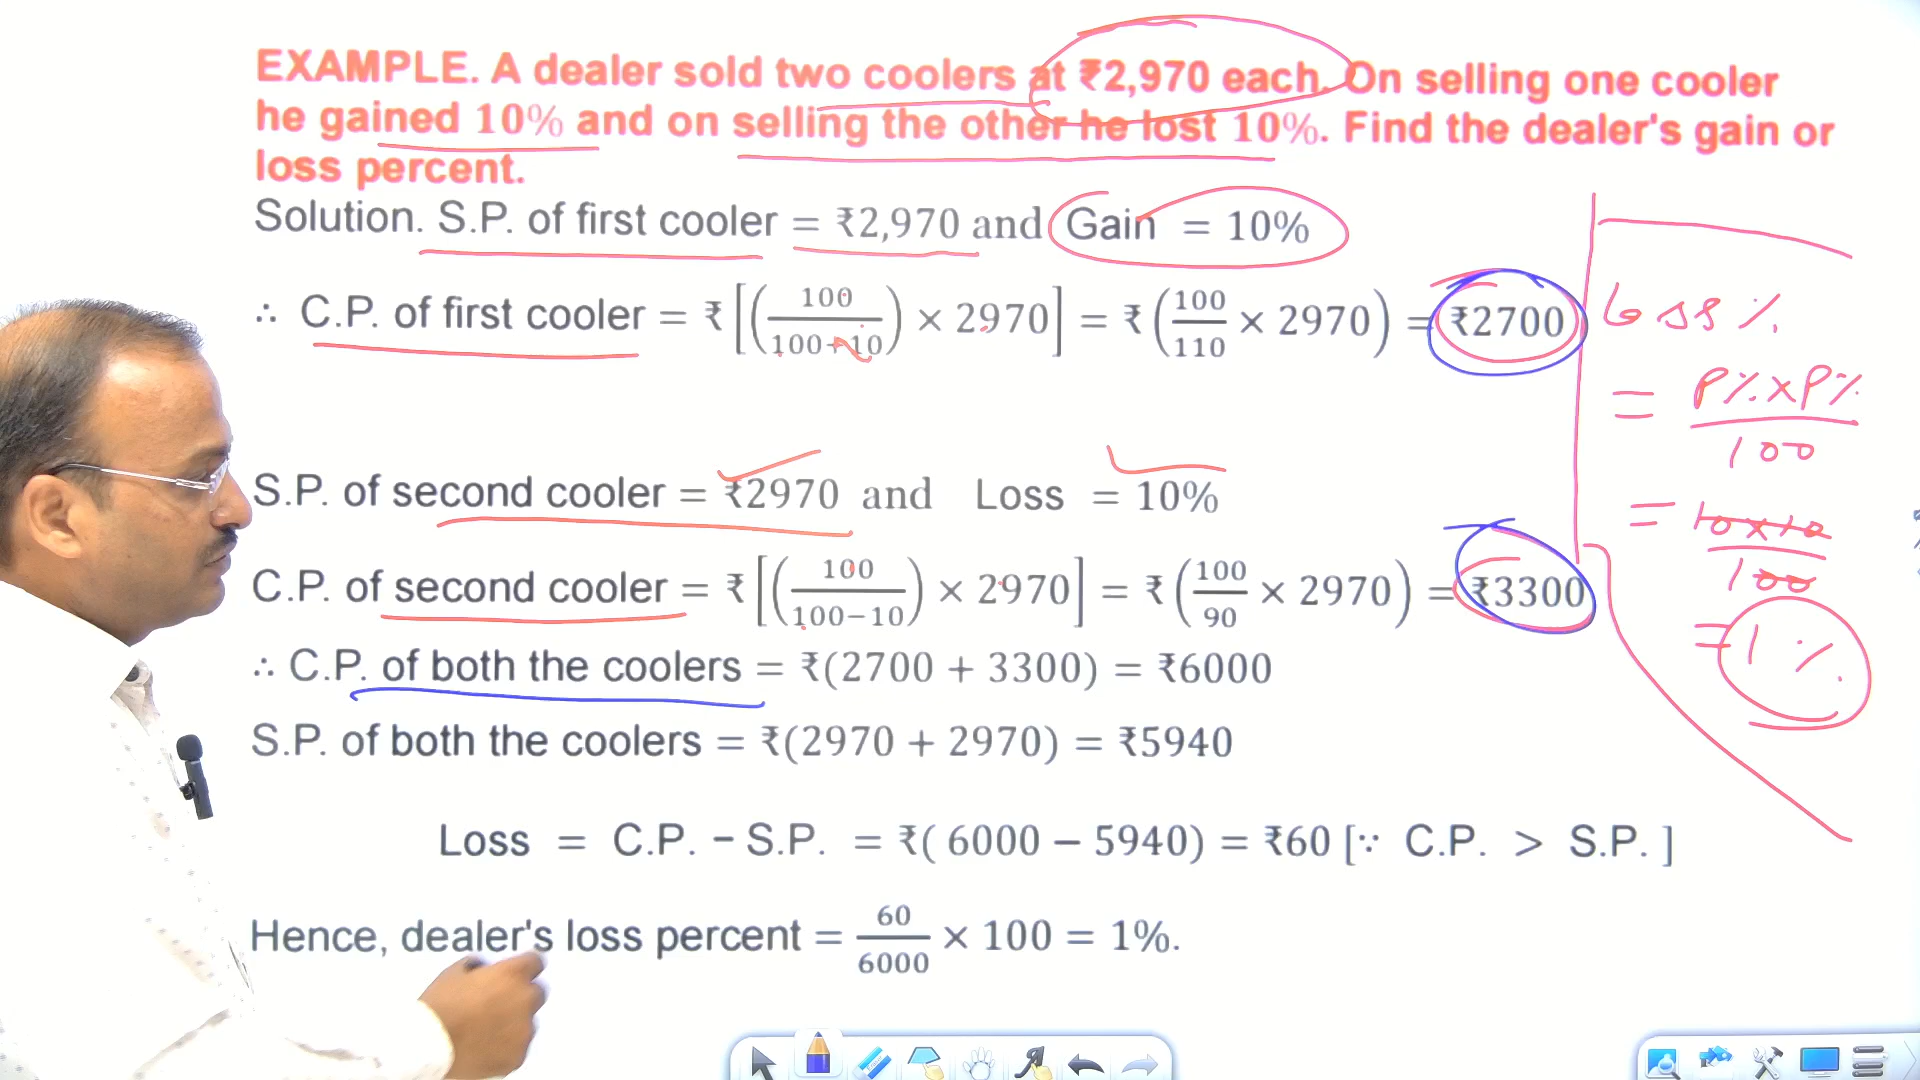 EXAMPLE. A dealer sold two coolers at ₹2,970 each. On selling one cooler
he gained 10% and on selling the other he lost 10%. Find the dealer's gain or
loss percent.
Solution. S.P. of first cooler = ₹2,970 and Gain = 10%
∴ C.P. of first cooler = ₹ [(100/(100+10)) × 2970] = ₹ (100/110 × 2970) = ₹2700
S.P. of second cooler = ₹2970 and Loss = 10%
C.P. of second cooler = ₹ [(100/(100−10)) × 2970] = ₹ (100/90 × 2970) = ₹3300
∴ C.P. of both the coolers = ₹(2700 + 3300) = ₹6000
S.P. of both the coolers = ₹(2970 + 2970) = ₹5940
Loss = C.P. − S.P. = ₹( 6000 − 5940) = ₹60 [∵ C.P. > S.P. ]
Hence, dealer's loss percent = 60/6000 × 100 = 1%.
Loss %
= P% × P% / 100
= 10 × 10 / 100
= 1 %